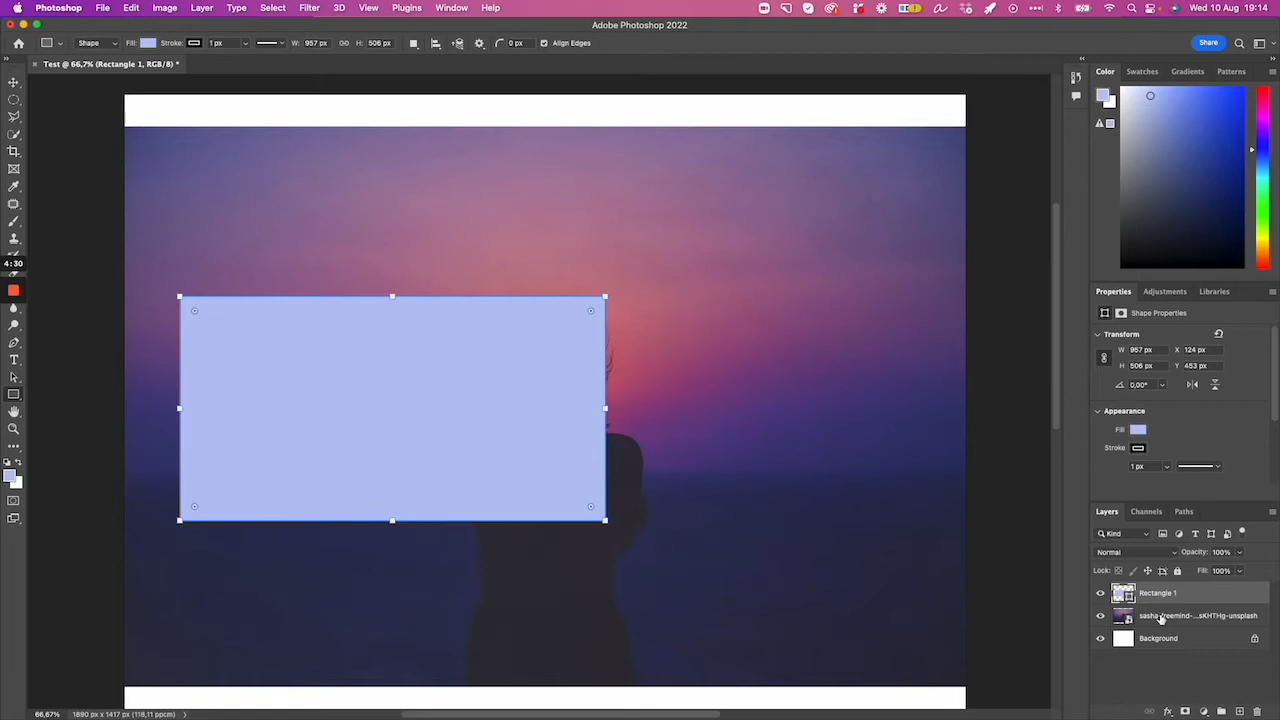 Photoshop File Edit Image Layer Type Select Filter 3D View Plugins Window Help Wed 10 Aug 19:14
Adobe Photoshop 2022
Shape Fill: Stroke: 1 px W: 957 px H: 506 px 0 px Align Edges Share
Test @ 66,7% (Rectangle 1, RGB/8) *
Color Swatches Gradients Patterns
4:30
Properties Adjustments Libraries
Shape Properties
Transform
W 957 px X 124 px
H 506 px Y 453 px
0,00°
Appearance
Fill
Stroke
1 px
Layers Channels Paths
Kind
Normal Opacity: 100%
Lock: Fill: 100%
Rectangle 1
sasha-freemind-...sKHTHg-unsplash
Background
66,67% 1890 px x 1417 px (118,11 ppcm)